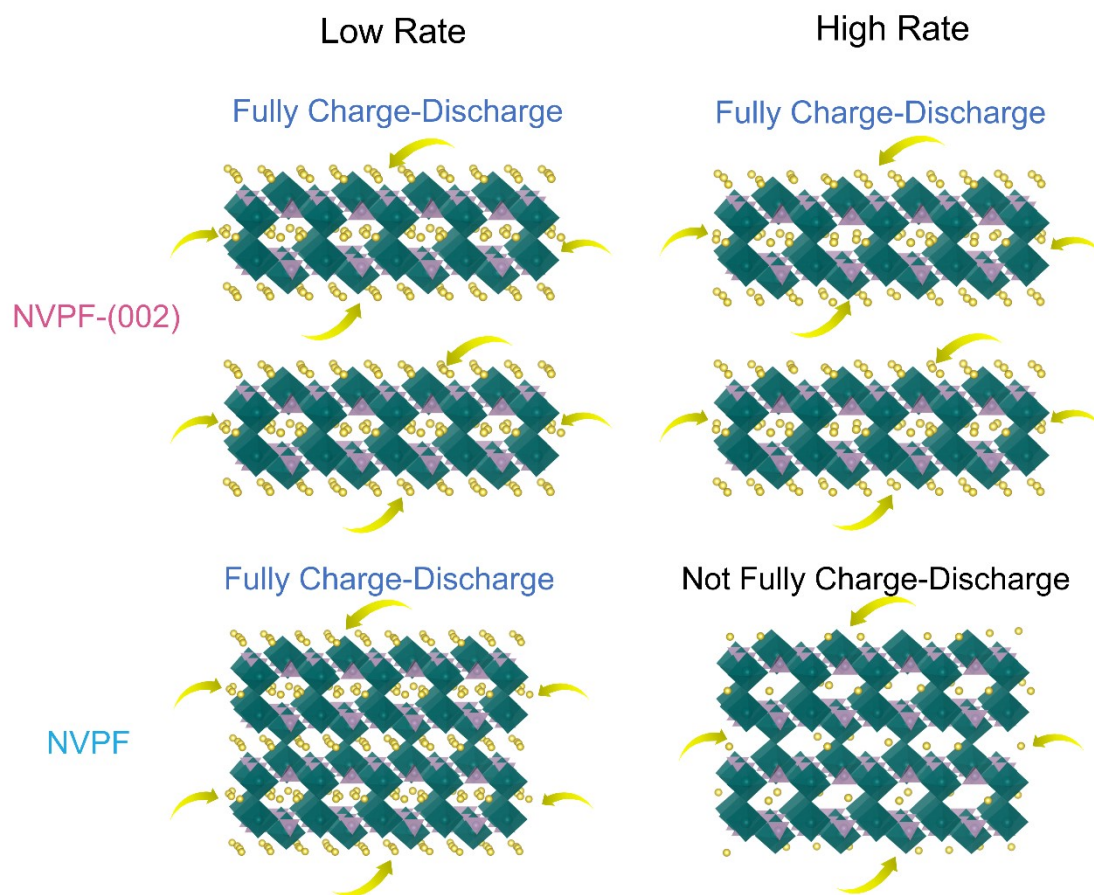 Low Rate
High Rate
Fully Charge-Discharge
Fully Charge-Discharge
NVPF-(002)
Fully Charge-Discharge
Not Fully Charge-Discharge
NVPF